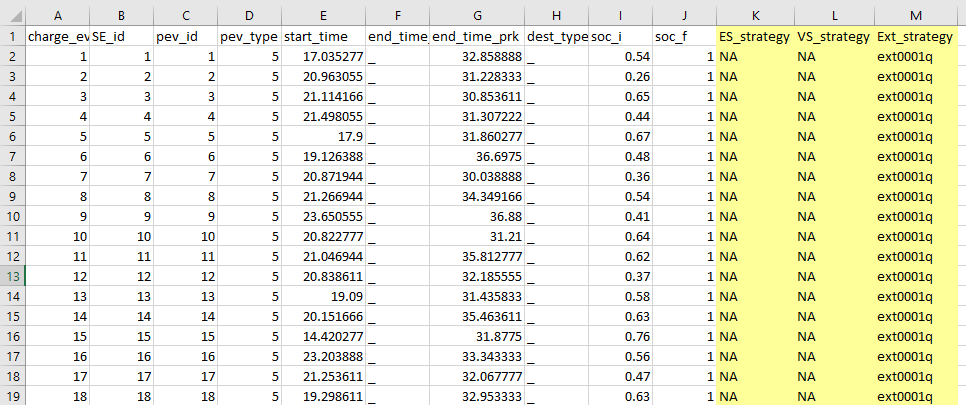 A B C D E F G H I J K L M
1 charge_ev SE_id pev_id pev_type start_time end_time_ end_time_prk dest_type soc_i soc_f ES_strategy VS_strategy Ext_strategy
2 1 1 1 5 17.035277 _ 32.858888 _ 0.54 1 NA NA ext0001q
3 2 2 2 5 20.963055 _ 31.228333 _ 0.26 1 NA NA ext0001q
4 3 3 3 5 21.114166 _ 30.853611 _ 0.65 1 NA NA ext0001q
5 4 4 4 5 21.498055 _ 31.307222 _ 0.44 1 NA NA ext0001q
6 5 5 5 5 17.9 _ 31.860277 _ 0.67 1 NA NA ext0001q
7 6 6 6 5 19.126388 _ 36.6975 _ 0.48 1 NA NA ext0001q
8 7 7 7 5 20.871944 _ 30.038888 _ 0.36 1 NA NA ext0001q
9 8 8 8 5 21.266944 _ 34.349166 _ 0.54 1 NA NA ext0001q
10 9 9 9 5 23.650555 _ 36.88 _ 0.41 1 NA NA ext0001q
11 10 10 10 5 20.822777 _ 31.21 _ 0.64 1 NA NA ext0001q
12 11 11 11 5 21.046944 _ 35.812777 _ 0.62 1 NA NA ext0001q
13 12 12 12 5 20.838611 _ 32.185555 _ 0.37 1 NA NA ext0001q
14 13 13 13 5 19.09 _ 31.435833 _ 0.58 1 NA NA ext0001q
15 14 14 14 5 20.151666 _ 35.463611 _ 0.63 1 NA NA ext0001q
16 15 15 15 5 14.420277 _ 31.8775 _ 0.76 1 NA NA ext0001q
17 16 16 16 5 23.203888 _ 33.343333 _ 0.56 1 NA NA ext0001q
18 17 17 17 5 21.253611 _ 32.067777 _ 0.47 1 NA NA ext0001q
19 18 18 18 5 19.298611 _ 32.953333 _ 0.63 1 NA NA ext0001q